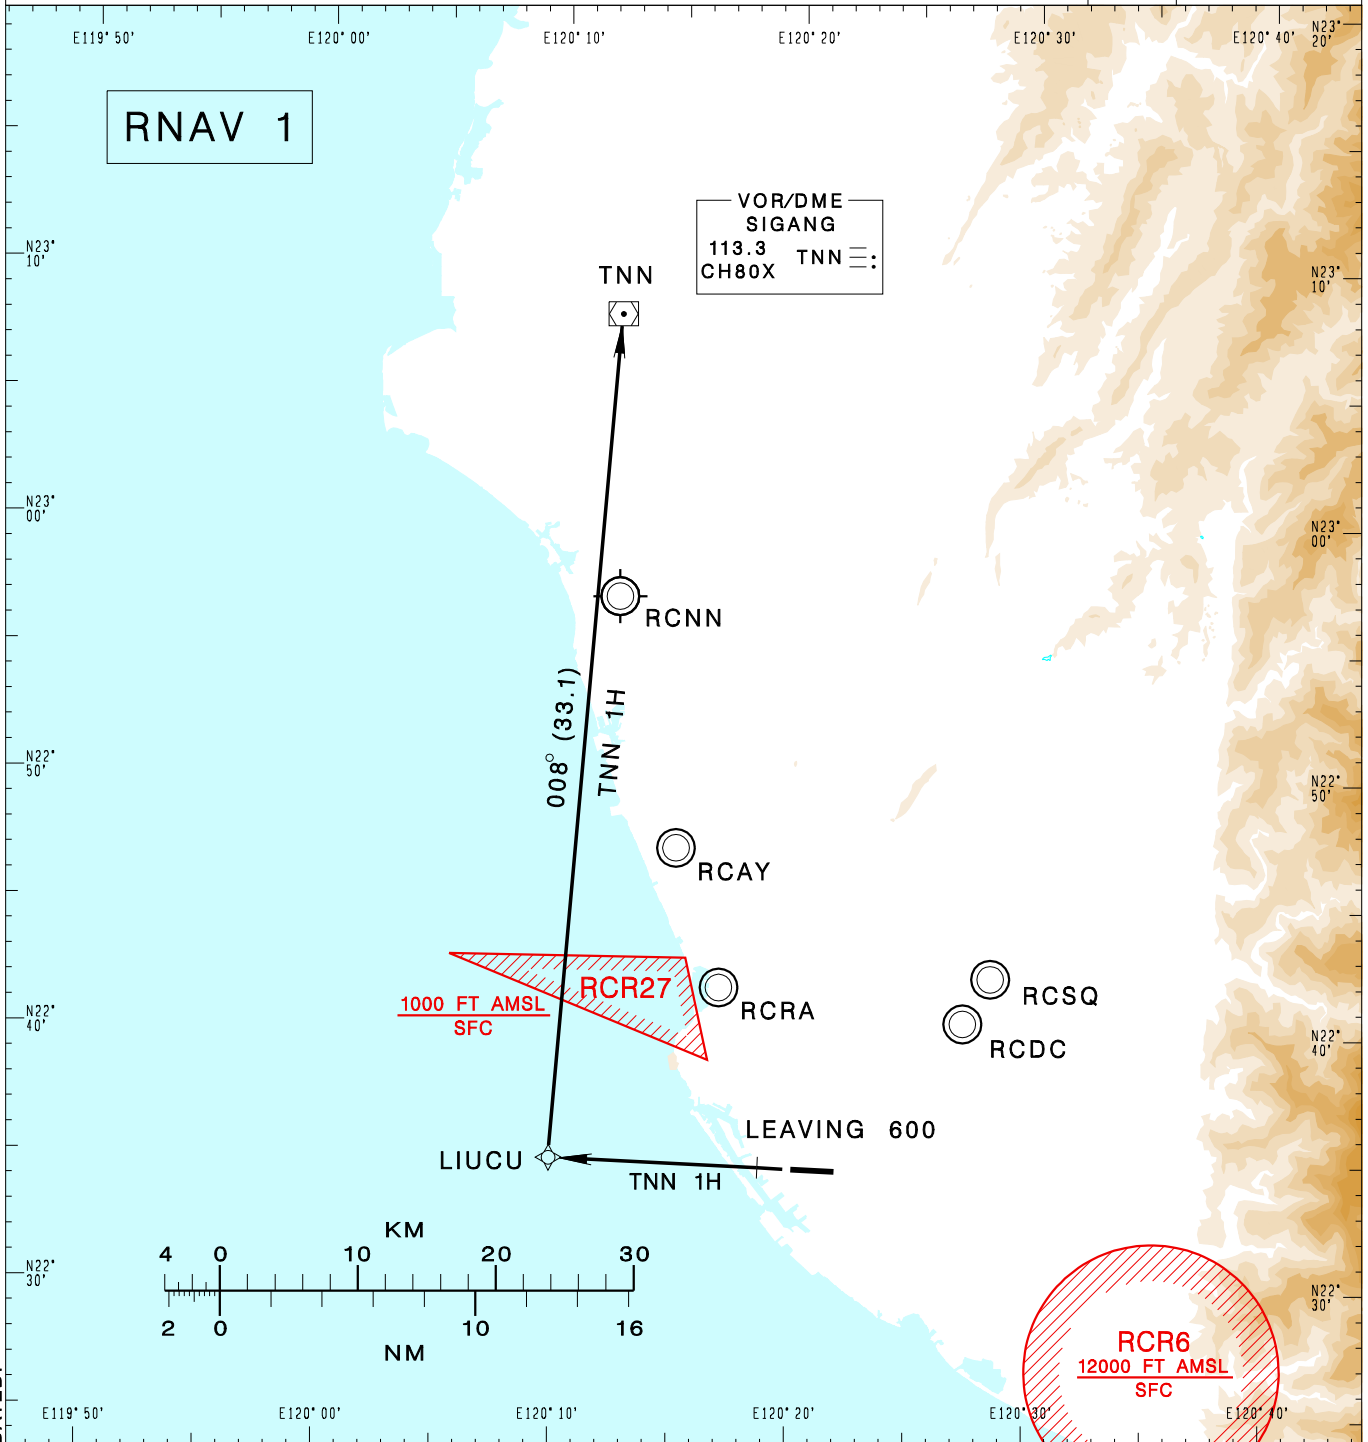 E119°50'
E120°00'
E120°10'
E120°20'
E120°30'
E120°40'
N23°
20'
RNAV 1
VOR/DME
SIGANG
113.3
CH80X
TNN
N23°
10'
N23°
10'
TNN
N23°
00'
N23°
00'
RCNN
008° (33.1)
TNN 1H
N22°
50'
N22°
50'
RCAY
RCR27
1000 FT AMSL
SFC
RCRA
RCSQ
RCDC
N22°
40'
N22°
40'
LEAVING 600
LIUCU
TNN 1H
KM
4 0 10 20 30
2 0 10 16
NM
N22°
30'
N22°
30'
RCR6
12000 FT AMSL
SFC
E119°50'
E120°00'
E120°10'
E120°20'
E120°30'
E120°40'